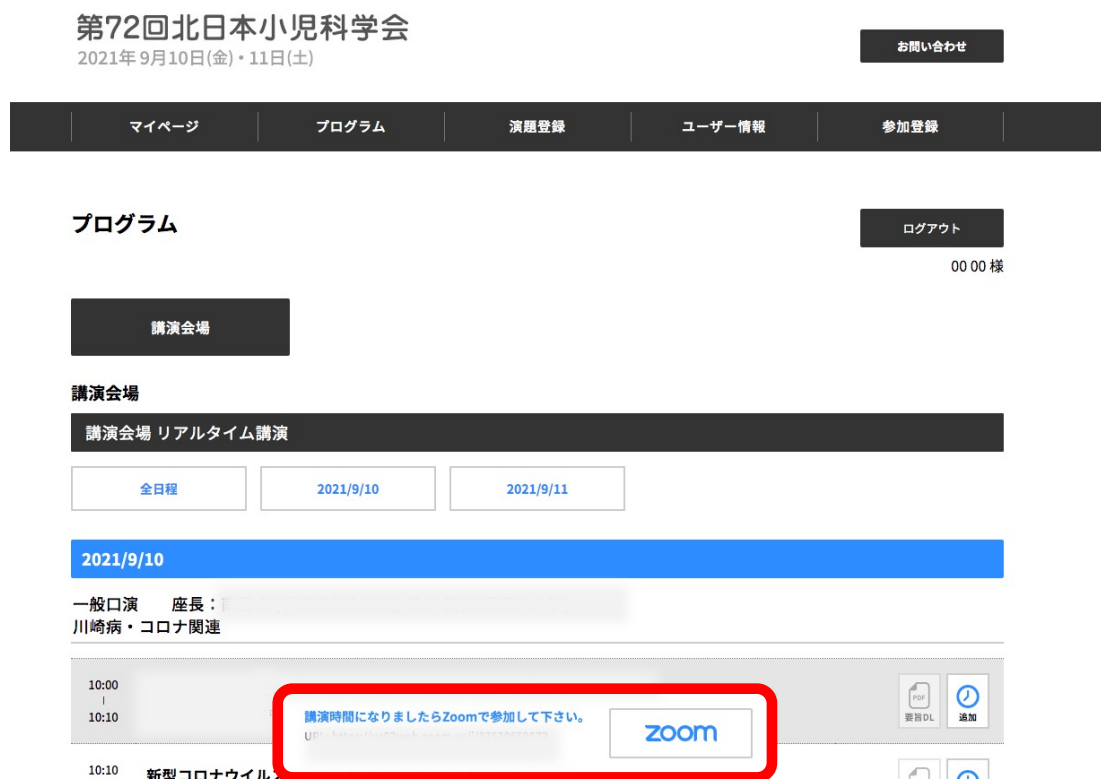 第72回北日本小児科学会
2021年9月10日(金)・11日(土)
お問い合わせ
マイページ プログラム 演題登録 ユーザー情報 参加登録
プログラム
ログアウト
00 00 様
講演会場
講演会場
講演会場 リアルタイム講演
全日程 2021/9/10 2021/9/11
2021/9/10
一般口演 座長：
川崎病・コロナ関連
10:00
|
10:10
PDF
要旨DL 追加
講演時間になりましたらZoomで参加して下さい。
zoom
10:10
新型コロナウイルス